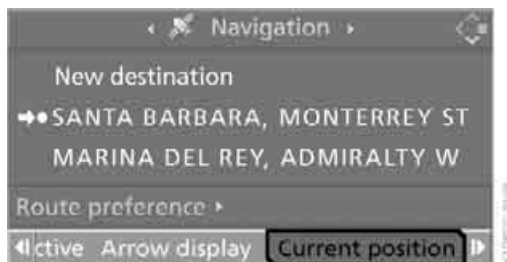 Navigation
New destination
SANTA BARBARA, MONTERREY ST
MARINA DEL REY, ADMIRALTY W
Route preference
ctive Arrow display Current position